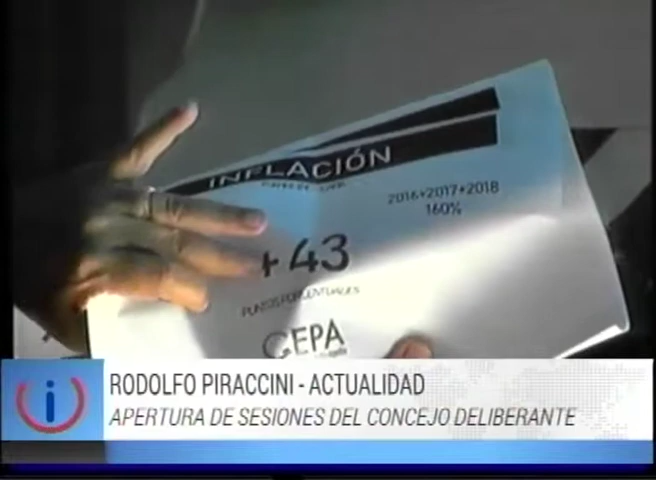 INFLACIÓN
2016+2017+2018
160%
+ 43
PUNTOS PORCENTUALES
CEPA
i
RODOLFO PIRACCINI - ACTUALIDAD
APERTURA DE SESIONES DEL CONCEJO DELIBERANTE